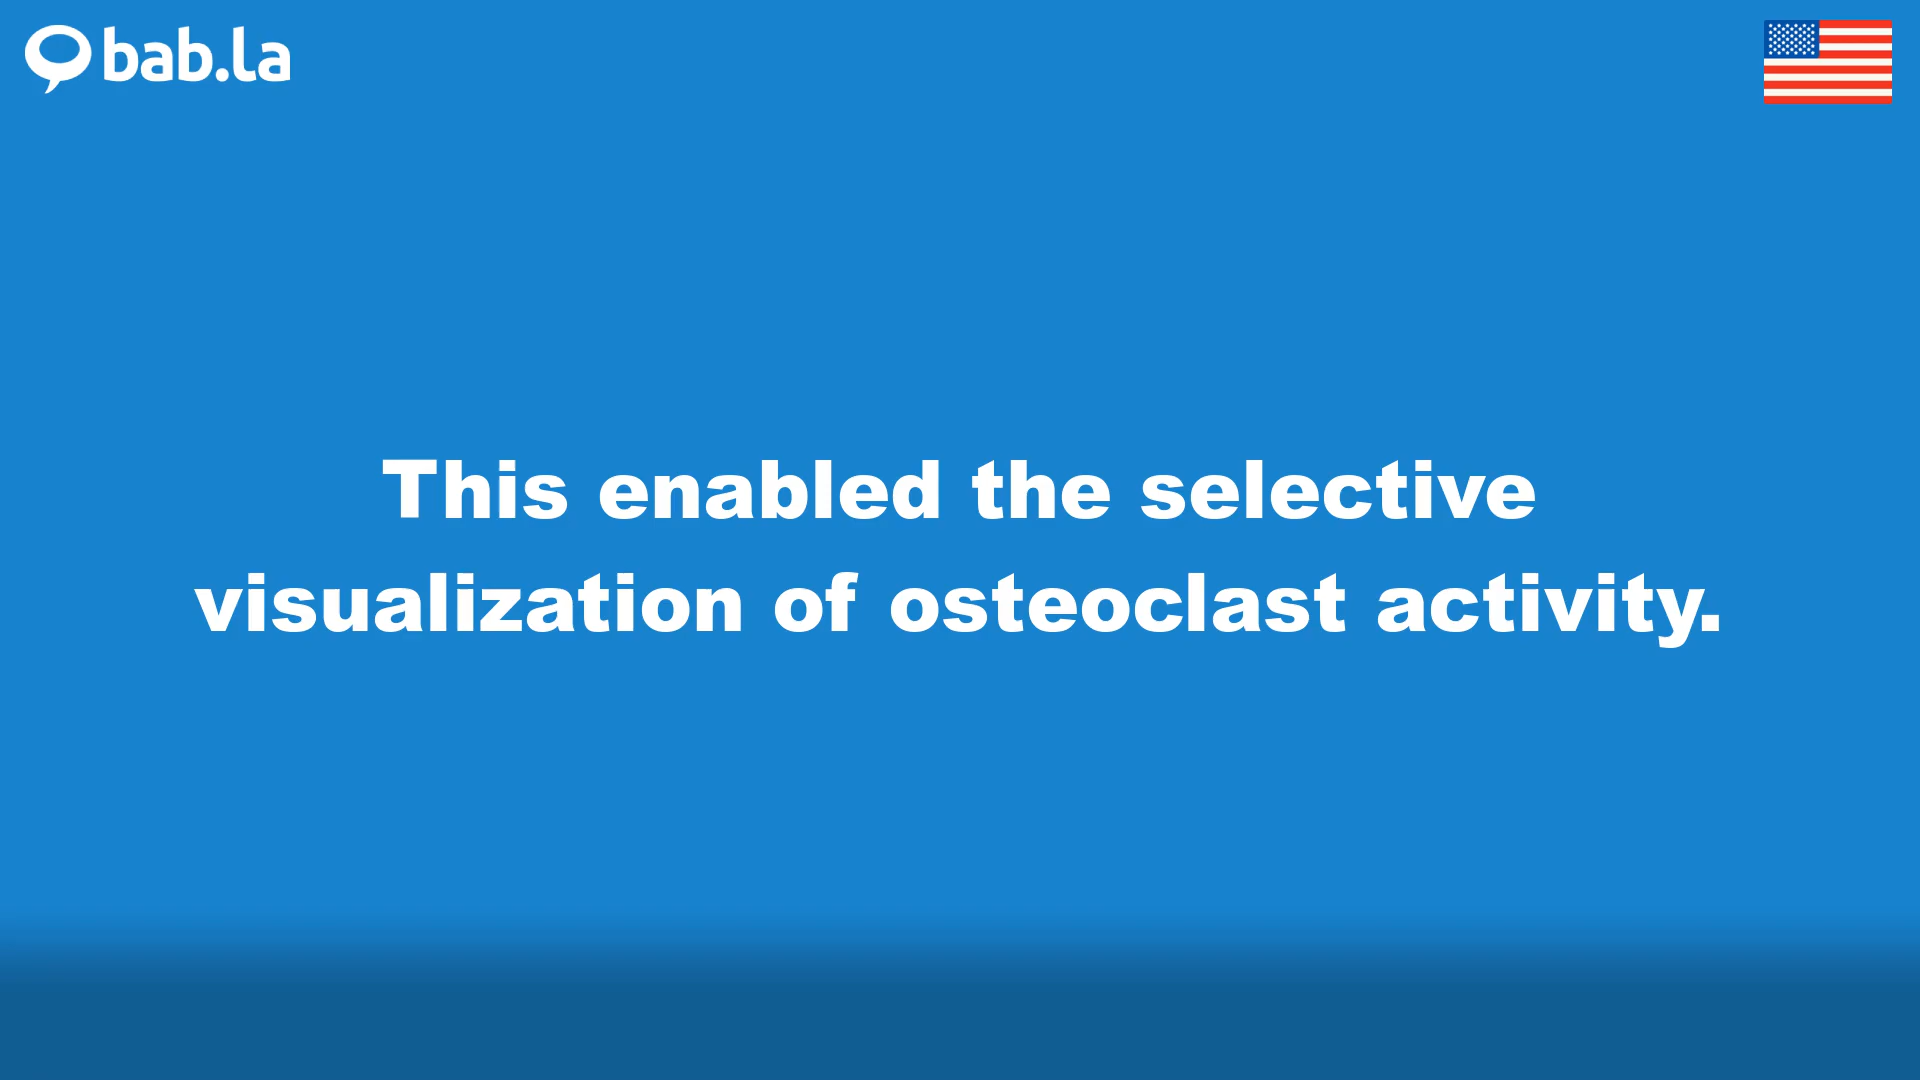 bab.la
This enabled the selective
visualization of osteoclast activity.